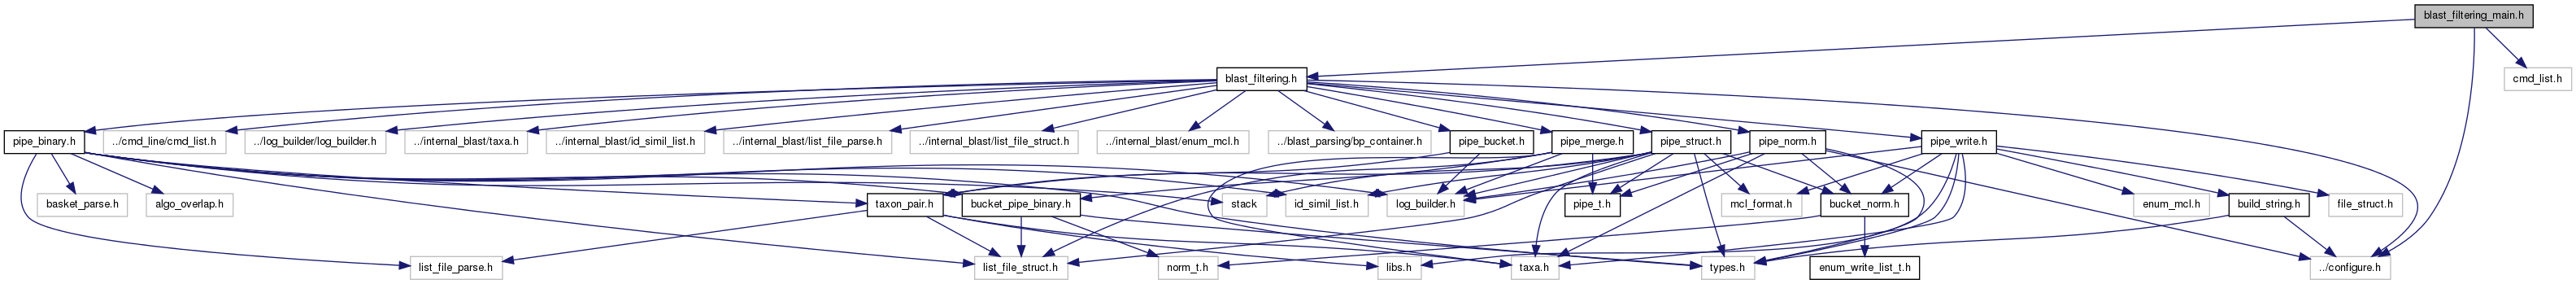 blast_filtering_main.h
blast_filtering.h
cmd_list.h
pipe_binary.h
../cmd_line/cmd_list.h
../log_builder/log_builder.h
../internal_blast/taxa.h
../internal_blast/id_simil_list.h
../internal_blast/list_file_parse.h
../internal_blast/list_file_struct.h
../internal_blast/enum_mcl.h
../blast_parsing/bp_container.h
pipe_bucket.h
pipe_merge.h
pipe_struct.h
pipe_norm.h
pipe_write.h
basket_parse.h
algo_overlap.h
taxon_pair.h
bucket_pipe_binary.h
stack
id_simil_list.h
log_builder.h
pipe_t.h
mcl_format.h
bucket_norm.h
enum_mcl.h
build_string.h
file_struct.h
list_file_parse.h
list_file_struct.h
norm_t.h
libs.h
taxa.h
types.h
enum_write_list_t.h
../configure.h